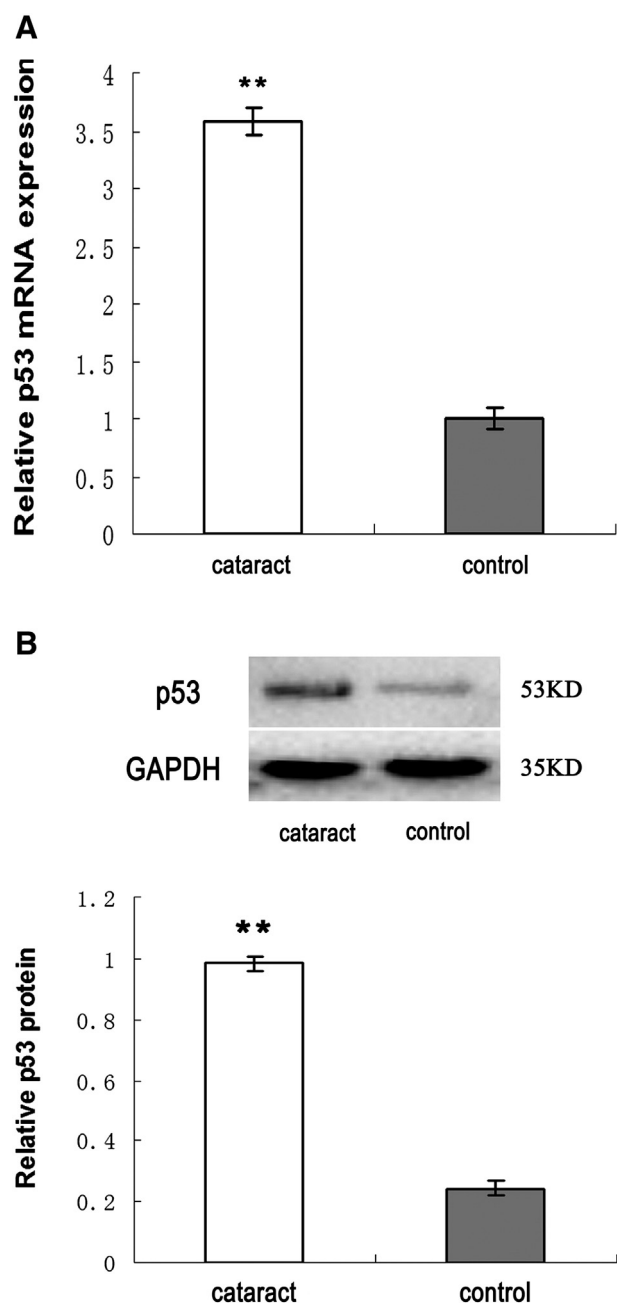 A
Relative p53 mRNA expression
4
3.5
3
2.5
2
1.5
1
0.5
0
**
cataract control
B
p53 53KD
GAPDH 35KD
cataract control
Relative p53 protein
1.2
1
0.8
0.6
0.4
0.2
0
**
cataract control